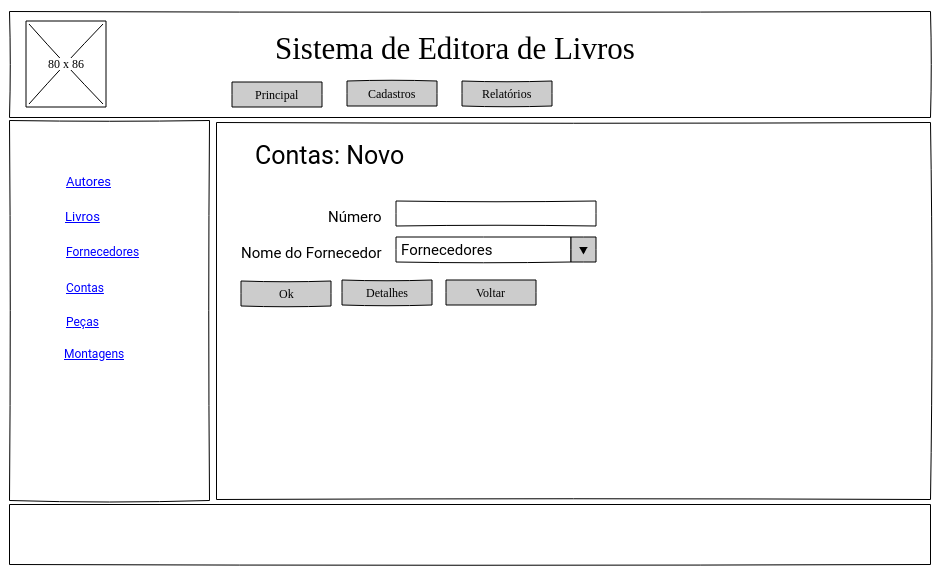 Sistema de Editora de Livros
80 x 86
Principal
Cadastros
Relatórios
Autores
Livros
Fornecedores
Contas
Peças
Montagens
Contas: Novo
Número
Nome do Fornecedor
Fornecedores
Ok
Detalhes
Voltar